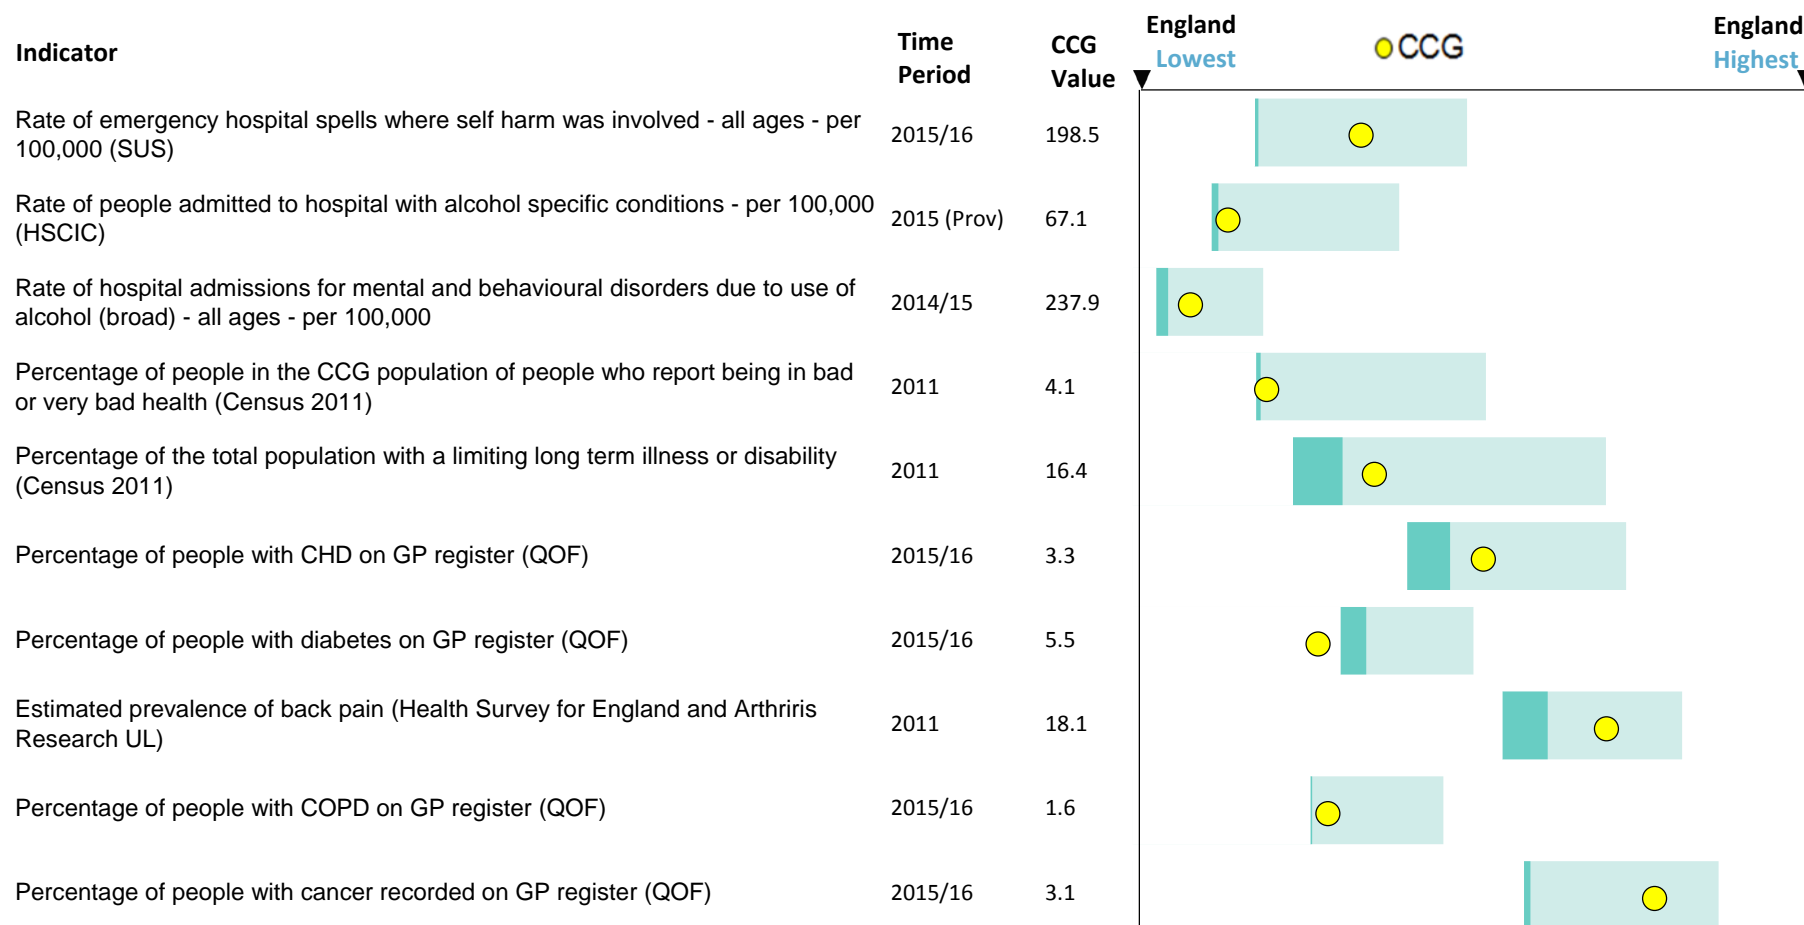 Indicator
Time
Period
CCG
Value
England
Lowest
CCG
England
Highest
Rate of emergency hospital spells where self harm was involved - all ages - per
100,000 (SUS)
2015/16
198.5
Rate of people admitted to hospital with alcohol specific conditions - per 100,000
(HSCIC)
2015 (Prov)
67.1
Rate of hospital admissions for mental and behavioural disorders due to use of
alcohol (broad) - all ages - per 100,000
2014/15
237.9
Percentage of people in the CCG population of people who report being in bad
or very bad health (Census 2011)
2011
4.1
Percentage of the total population with a limiting long term illness or disability
(Census 2011)
2011
16.4
Percentage of people with CHD on GP register (QOF)
2015/16
3.3
Percentage of people with diabetes on GP register (QOF)
2015/16
5.5
Estimated prevalence of back pain (Health Survey for England and Arthriris
Research UL)
2011
18.1
Percentage of people with COPD on GP register (QOF)
2015/16
1.6
Percentage of people with cancer recorded on GP register (QOF)
2015/16
3.1